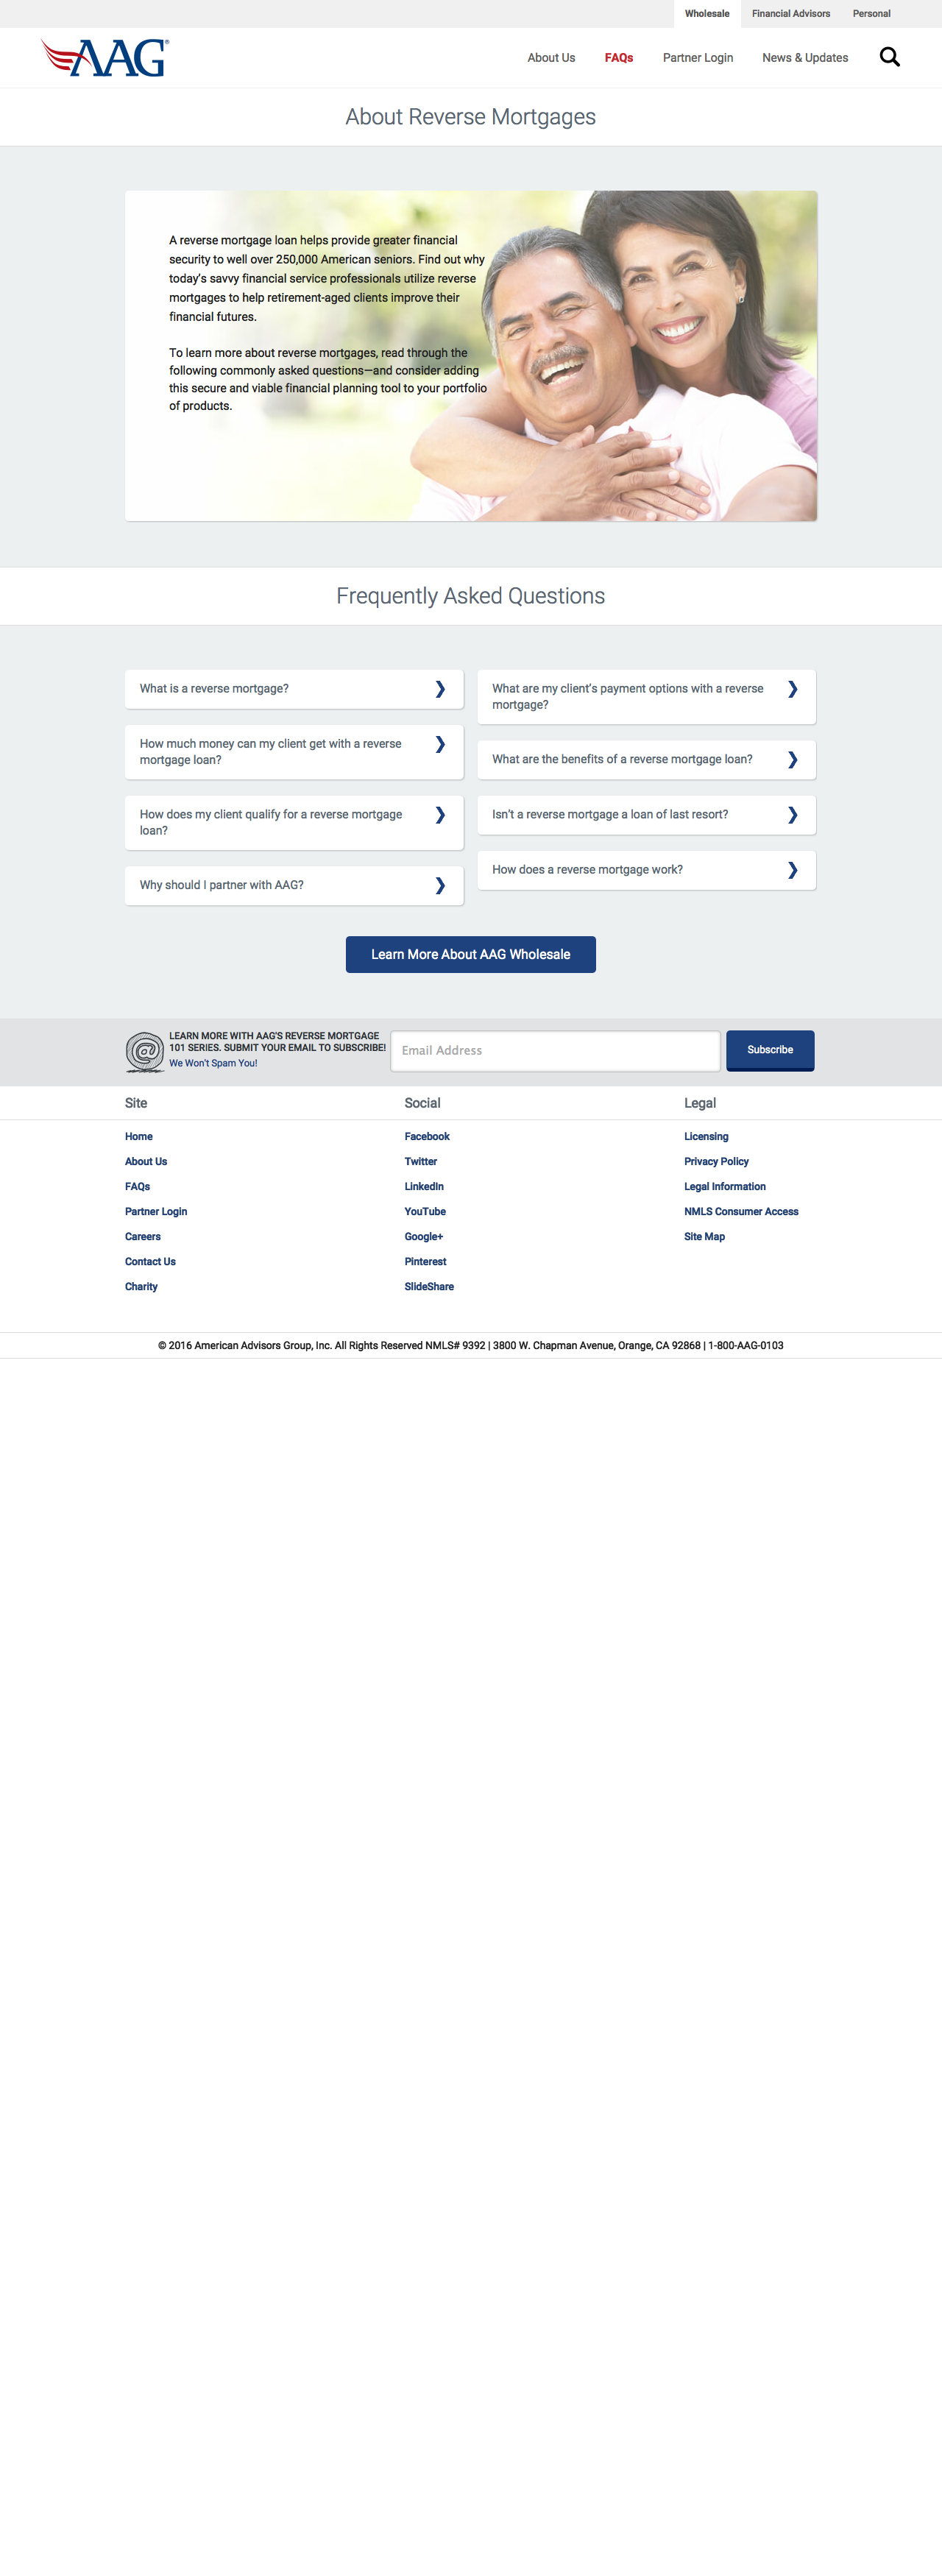 Wholesale
Financial Advisors
Personal
AAG®
About Us
FAQs
Partner Login
News & Updates
About Reverse Mortgages
A reverse mortgage loan helps provide greater financial
security to well over 250,000 American seniors. Find out why
today's savvy financial service professionals utilize reverse
mortgages to help retirement-aged clients improve their
financial futures.
To learn more about reverse mortgages, read through the
following commonly asked questions—and consider adding
this secure and viable financial planning tool to your portfolio
of products.
Frequently Asked Questions
What is a reverse mortgage?
How much money can my client get with a reverse
mortgage loan?
How does my client qualify for a reverse mortgage
loan?
Why should I partner with AAG?
What are my client's payment options with a reverse
mortgage?
What are the benefits of a reverse mortgage loan?
Isn't a reverse mortgage a loan of last resort?
How does a reverse mortgage work?
Learn More About AAG Wholesale
@
LEARN MORE WITH AAG'S REVERSE MORTGAGE
101 SERIES. SUBMIT YOUR EMAIL TO SUBSCRIBE!
We Won't Spam You!
Email Address
Subscribe
Site
Home
About Us
FAQs
Partner Login
Careers
Contact Us
Charity
Social
Facebook
Twitter
LinkedIn
YouTube
Google+
Pinterest
SlideShare
Legal
Licensing
Privacy Policy
Legal Information
NMLS Consumer Access
Site Map
© 2016 American Advisors Group, Inc. All Rights Reserved NMLS# 9392 | 3800 W. Chapman Avenue, Orange, CA 92868 | 1-800-AAG-0103